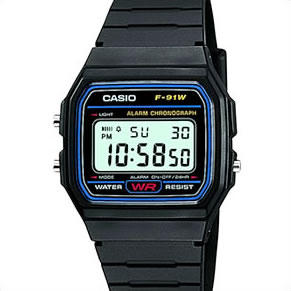 CASIO F-91W
LIGHT ALARM CHRONOGRAPH
PM SU 30
10:58 50
MODE ALARM ON·OFF/24HR
WATER WR RESIST